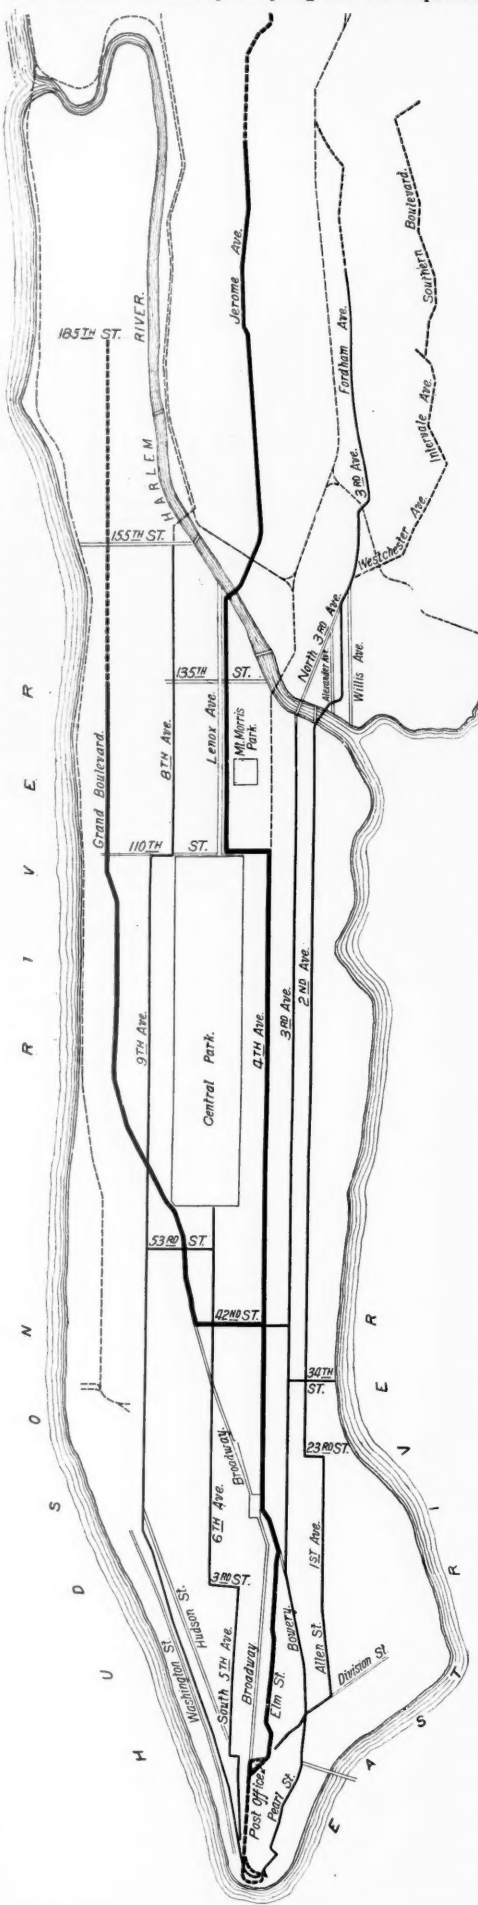 Jerome Ave.
Boulevard.
Southern
Fordham Ave.
Intervale Ave.
185TH ST.
HARLEM RIVER.
3RD Ave.
155TH ST.
Westchester Ave.
North 3RD Ave.
Alexander Ave.
Willis Ave.
135TH ST.
Lenox Ave.
Mt. Morris
Park.
8TH Ave.
Grand Boulevard.
110TH ST.
9TH Ave.
Central Park.
4TH Ave.
3RD Ave.
2ND Ave.
53RD ST.
42ND ST.
34TH
ST.
23RD ST.
Broadway.
6TH Ave.
1ST Ave.
3RD ST.
Hudson St.
Washington St.
South 5TH Ave.
Broadway
Elm St.
Bowery.
Allen St.
Division St.
Post Office
Pearl St.
HUDSON RIVER
EAST RIVER